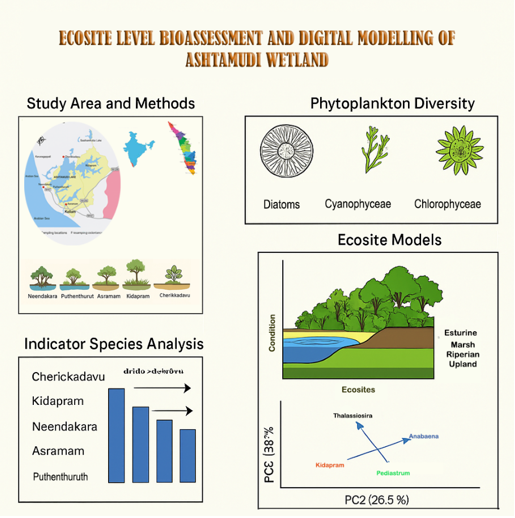 ECOSITE LEVEL BIOASSESSMENT AND DIGITAL MODELLING OF
ASHTAMUDI WETLAND
Study Area and Methods
Neendakara Puthenthurut Asramam Kidapram Cherikkadavu
Phytoplankton Diversity
Diatoms Cyanophyceae Chlorophyceae
Indicator Species Analysis
Cherickadavu
Kidapram
Neendakara
Asramam
Puthenthuruth
Ecosite Models
Condition
Esturine
Marsh
Riperian
Upland
Ecosites
Thalassiosira
Anabaena
Kidapram
Pediastrum
PC2 (26.5 %)